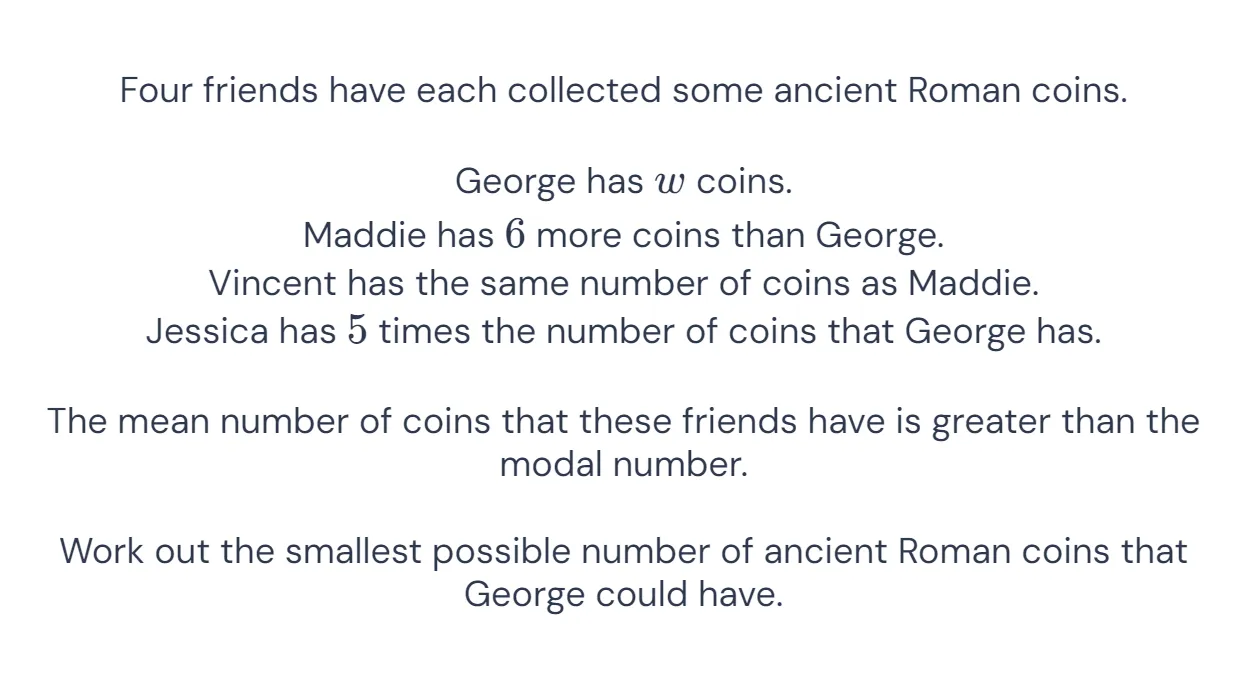 Four friends have each collected some ancient Roman coins.
George has w coins.
Maddie has 6 more coins than George.
Vincent has the same number of coins as Maddie.
Jessica has 5 times the number of coins that George has.
The mean number of coins that these friends have is greater than the
modal number.
Work out the smallest possible number of ancient Roman coins that
George could have.